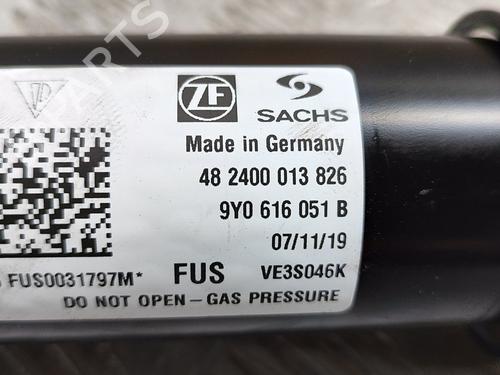 ZF SACHS
Made in Germany
48 2400 013 826
9Y0 616 051 B
07/11/19
FUS0031797M* FUS VE3S046K
DO NOT OPEN – GAS PRESSURE
PARTS